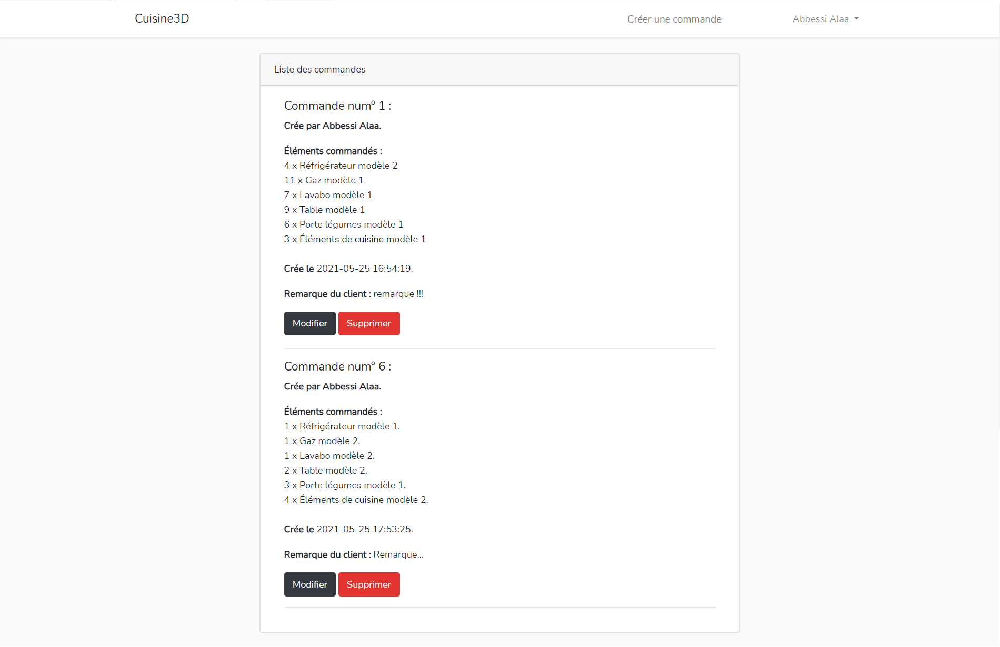 Cuisine3D
Créer une commande
Abbessi Alaa
Liste des commandes
Commande num° 1 :
Crée par Abbessi Alaa.
Éléments commandés :
4 x Réfrigérateur modèle 2
11 x Gaz modèle 1
7 x Lavabo modèle 1
9 x Table modèle 1
6 x Porte légumes modèle 1
3 x Éléments de cuisine modèle 1
Crée le 2021-05-25 16:54:19.
Remarque du client : remarque !!!
Modifier Supprimer
Commande num° 6 :
Crée par Abbessi Alaa.
Éléments commandés :
1 x Réfrigérateur modèle 1.
1 x Gaz modèle 2.
1 x Lavabo modèle 2.
2 x Table modèle 2.
3 x Porte légumes modèle 1.
4 x Éléments de cuisine modèle 2.
Crée le 2021-05-25 17:53:25.
Remarque du client : Remarque...
Modifier Supprimer